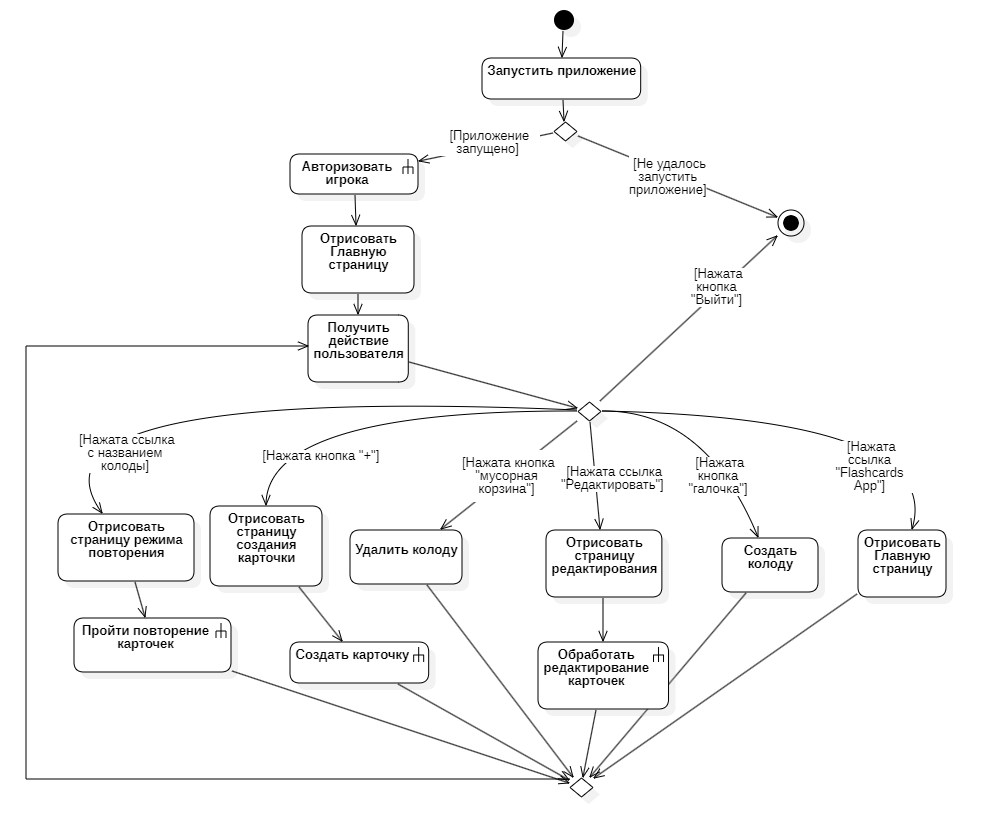 Запустить приложение
[Приложение
запущено]
[Не удалось
запустить
приложение]
Авторизовать
игрока
Отрисовать
Главную
страницу
[Нажата
кнопка
"Выйти"]
Получить
действие
пользователя
[Нажата ссылка
с названием
колоды]
[Нажата кнопка "+"]
[Нажата кнопка
"мусорная
корзина"]
[Нажата ссылка
"Редактировать"]
[Нажата
кнопка
"галочка"]
[Нажата
ссылка
"Flashcards
App"]
Отрисовать
страницу режима
повторения
Отрисовать
страницу
создания
карточки
Удалить колоду
Отрисовать
страницу
редактирования
Создать
колоду
Отрисовать
Главную
страницу
Пройти повторение
карточек
Создать карточку
Обработать
редактирование
карточек